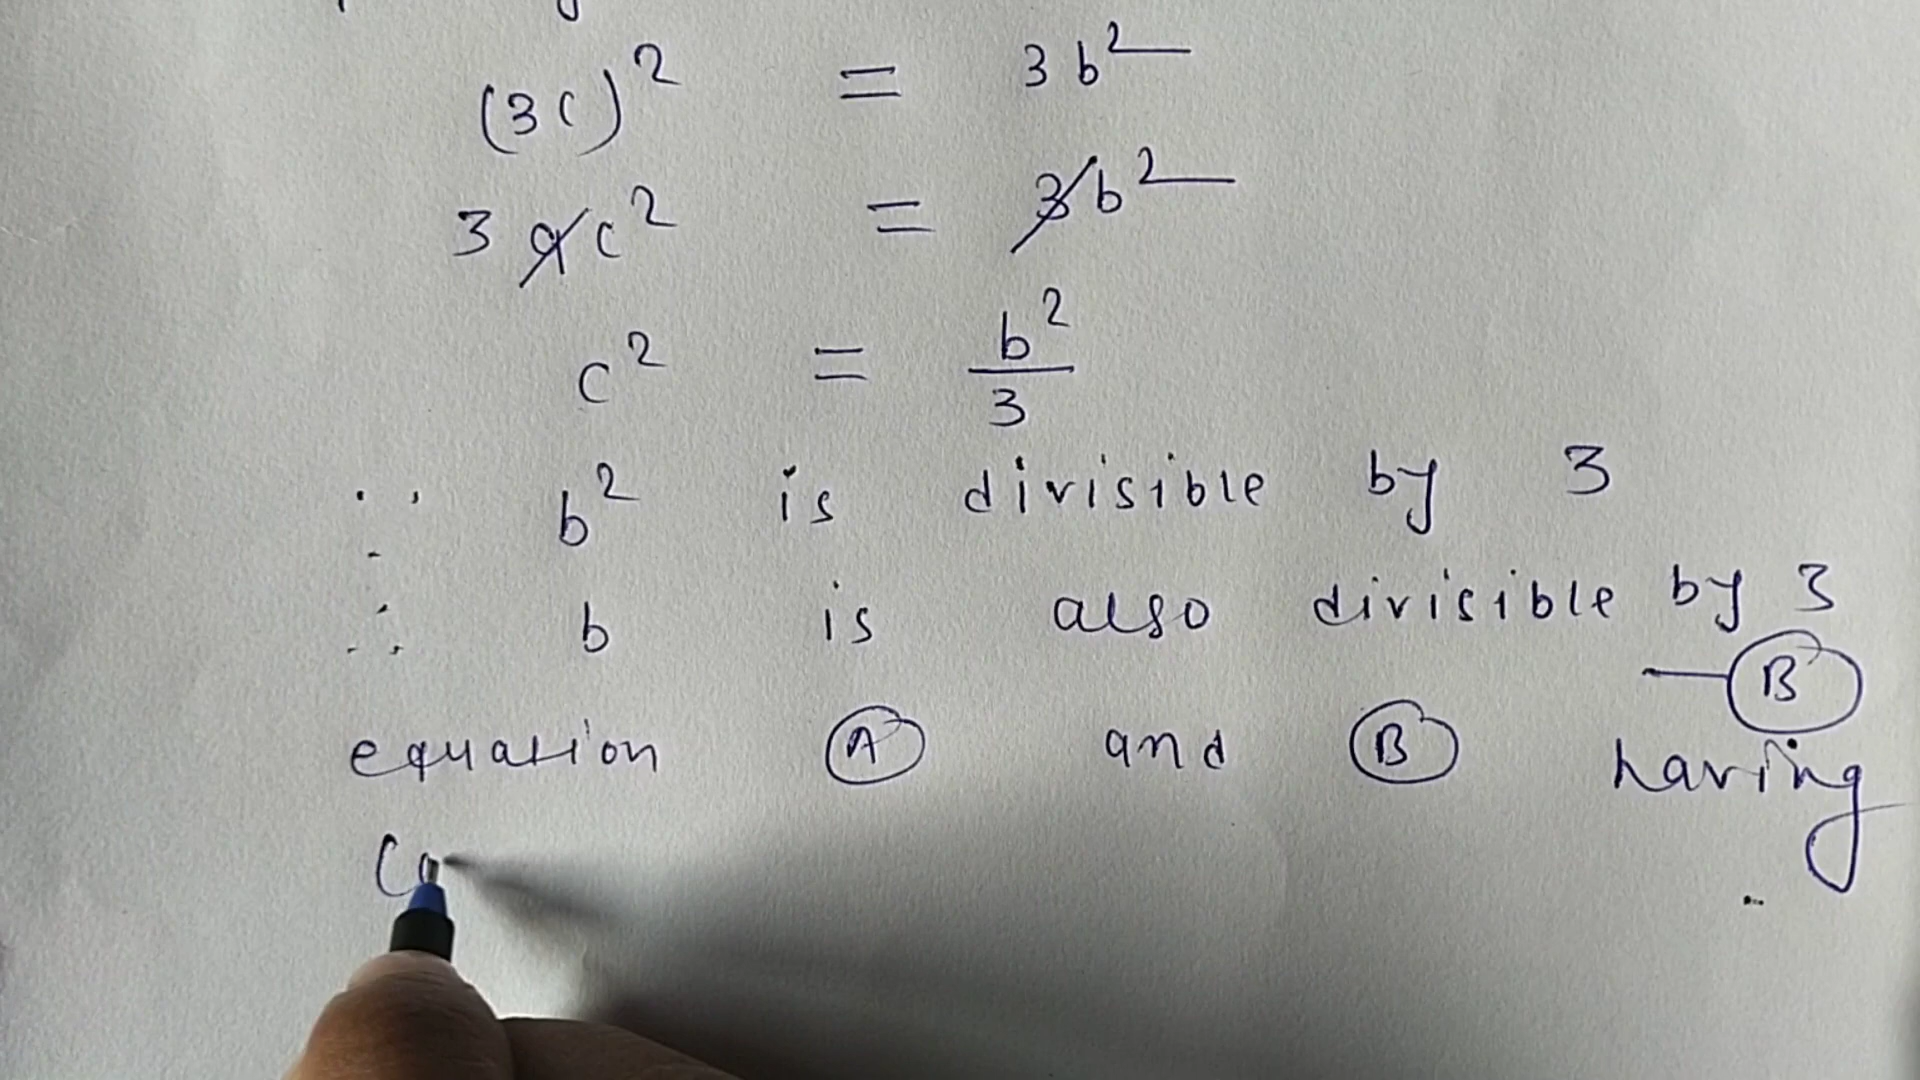 (3c)² = 3b²
3 9c² = 3b²
c² = b²/3
∵ b² is divisible by 3
∴ b is also divisible by 3
— B
equation A and B having
Co